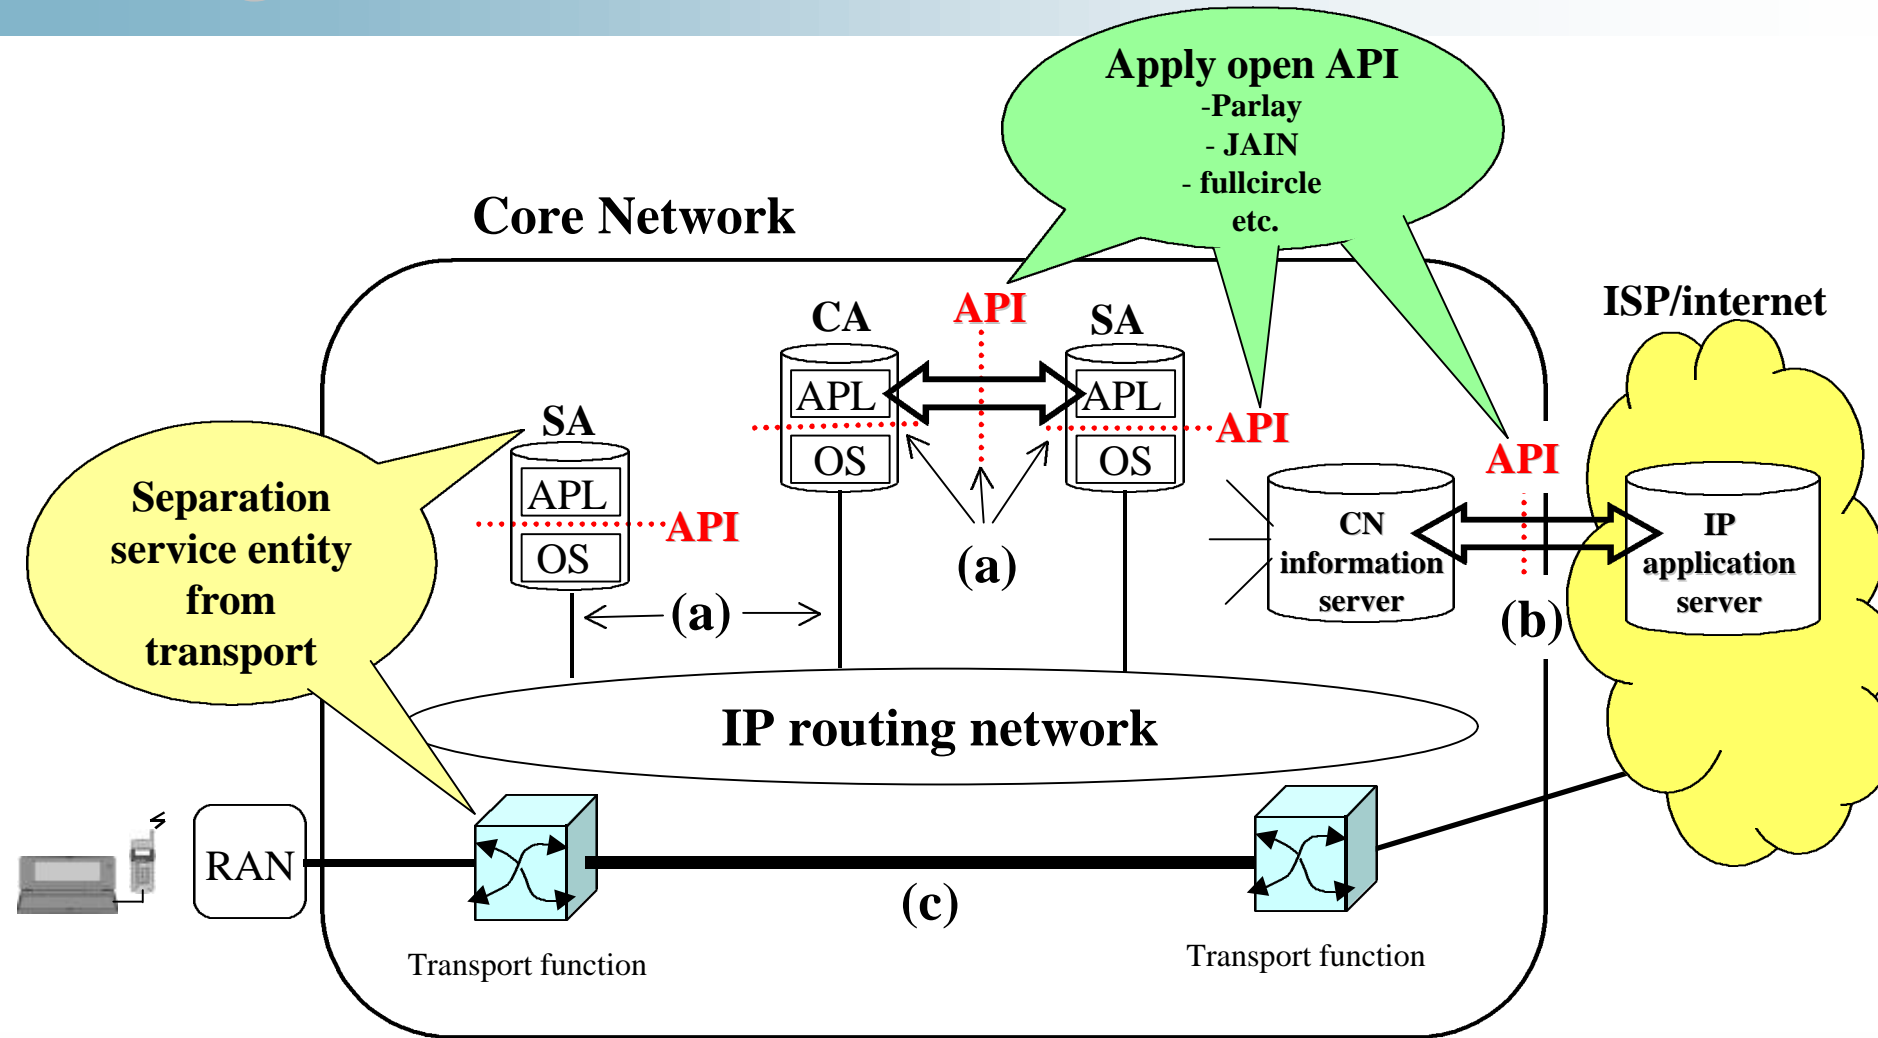 Apply open API
-Parlay
- JAIN
- fullcircle
etc.
Core Network
ISP/internet
CA
API
SA
APL
APL
OS
OS
API
SA
APL
OS
API
(a)
(a)
API
CN
information
server
IP
application
server
(b)
Separation
service entity
from
transport
IP routing network
RAN
(c)
Transport function
Transport function